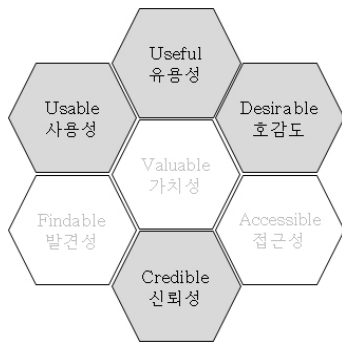 Useful
유용성
Usable
사용성
Desirable
호감도
Valuable
가치성
Findable
발견성
Accessible
접근성
Credible
신뢰성